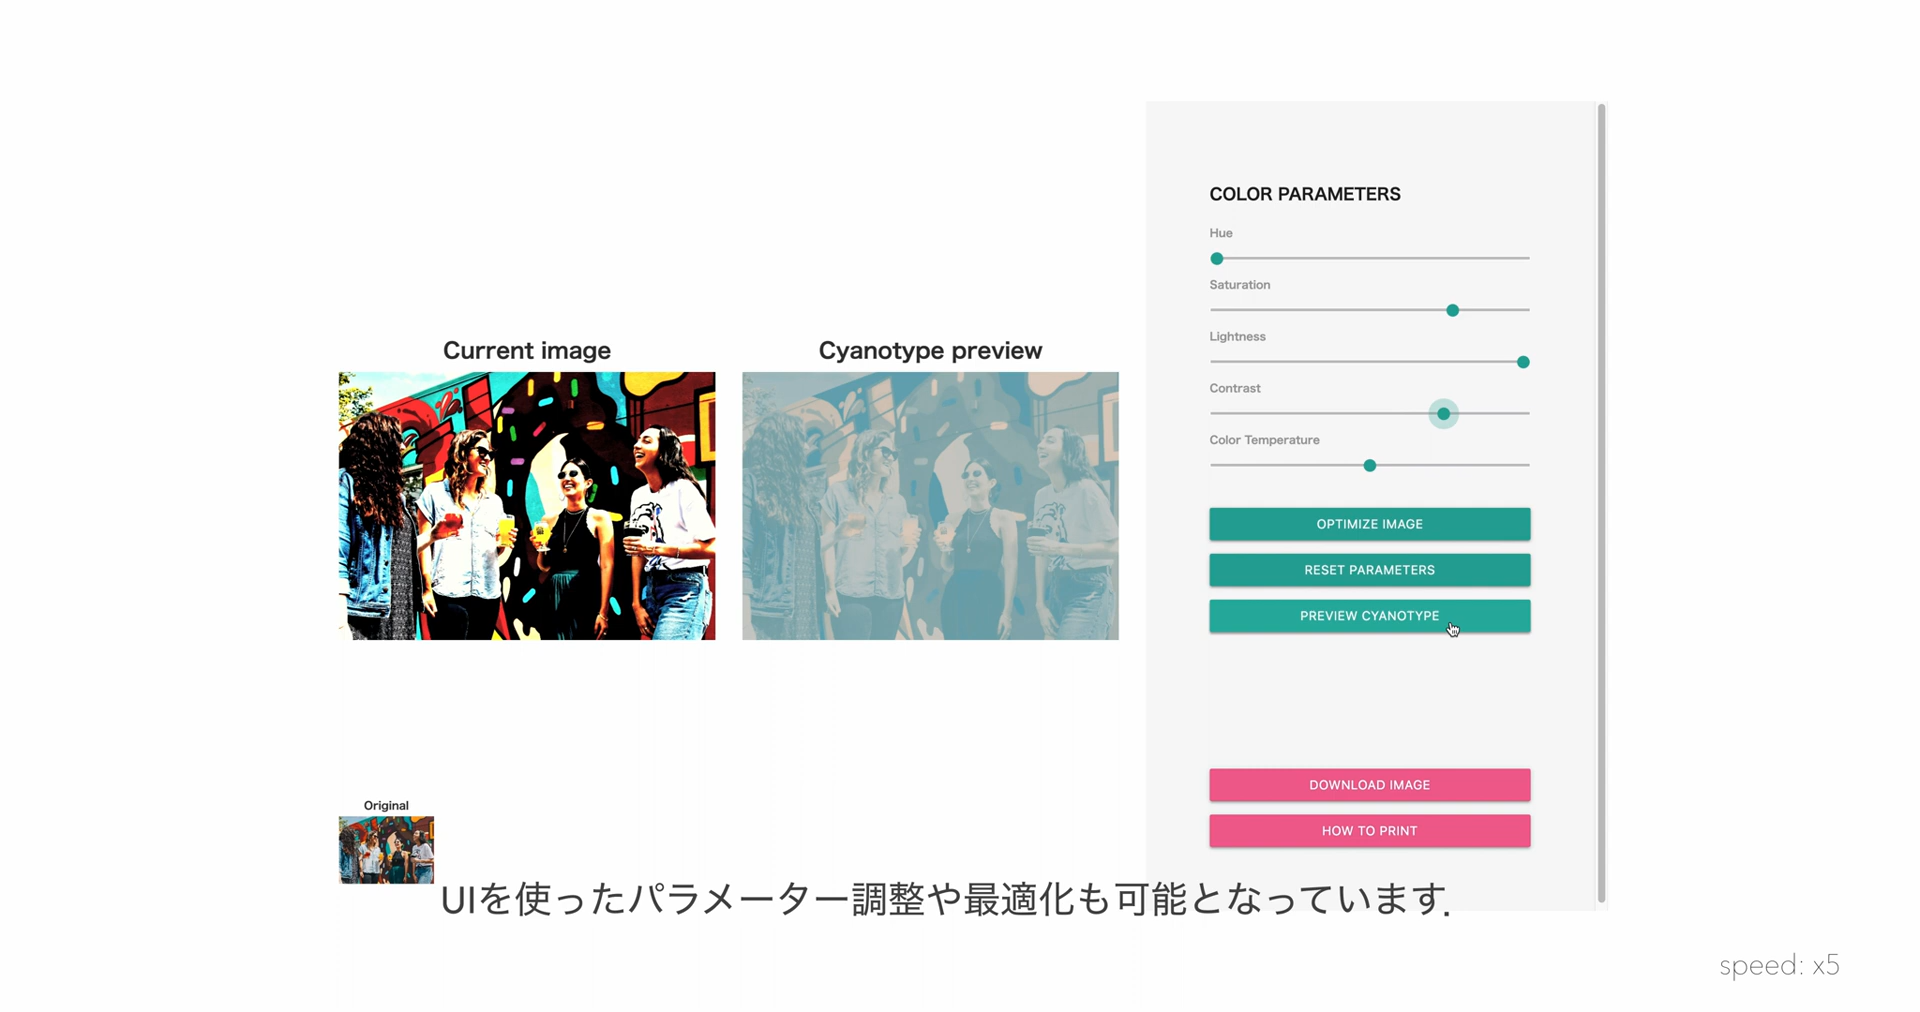 COLOR PARAMETERS
Hue
Saturation
Lightness
Contrast
Color Temperature
Current image
Cyanotype preview
OPTIMIZE IMAGE
RESET PARAMETERS
PREVIEW CYANOTYPE
DOWNLOAD IMAGE
HOW TO PRINT
Original
UIを使ったパラメーター調整や最適化も可能となっています.
speed: x5